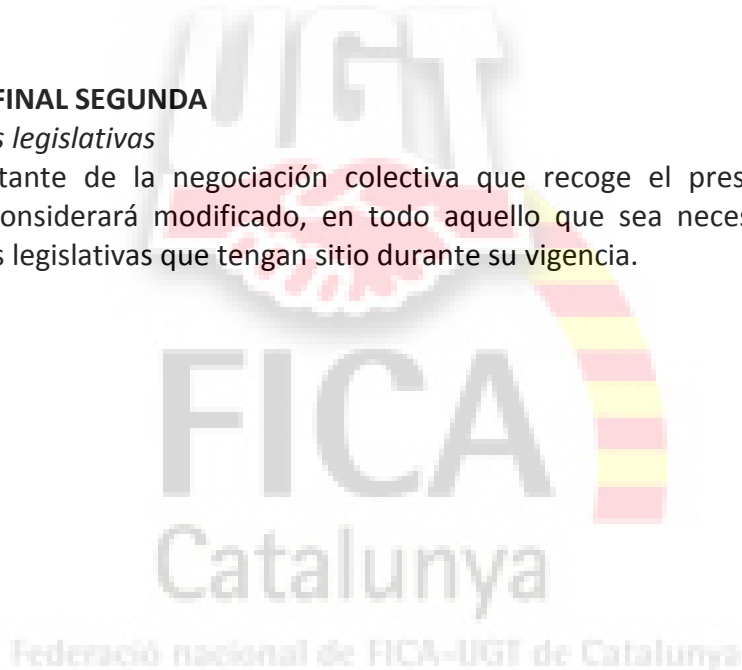 UGT
FINAL SEGUNDA
s legislativas
tante de la negociación colectiva que recoge el pres
onsiderará modificado, en todo aquello que sea neces
s legislativas que tengan sitio durante su vigencia.
FICA
Catalunya
Federació nacional de FICA-UGT de Catalunya